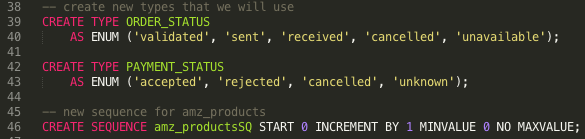 38 -- create new types that we will use
39 CREATE TYPE ORDER_STATUS
40 AS ENUM ('validated', 'sent', 'received', 'cancelled', 'unavailable');
41
42 CREATE TYPE PAYMENT_STATUS
43 AS ENUM ('accepted', 'rejected', 'cancelled', 'unknown');
44
45 -- new sequence for amz_products
46 CREATE SEQUENCE amz_productsSQ START 0 INCREMENT BY 1 MINVALUE 0 NO MAXVALUE;